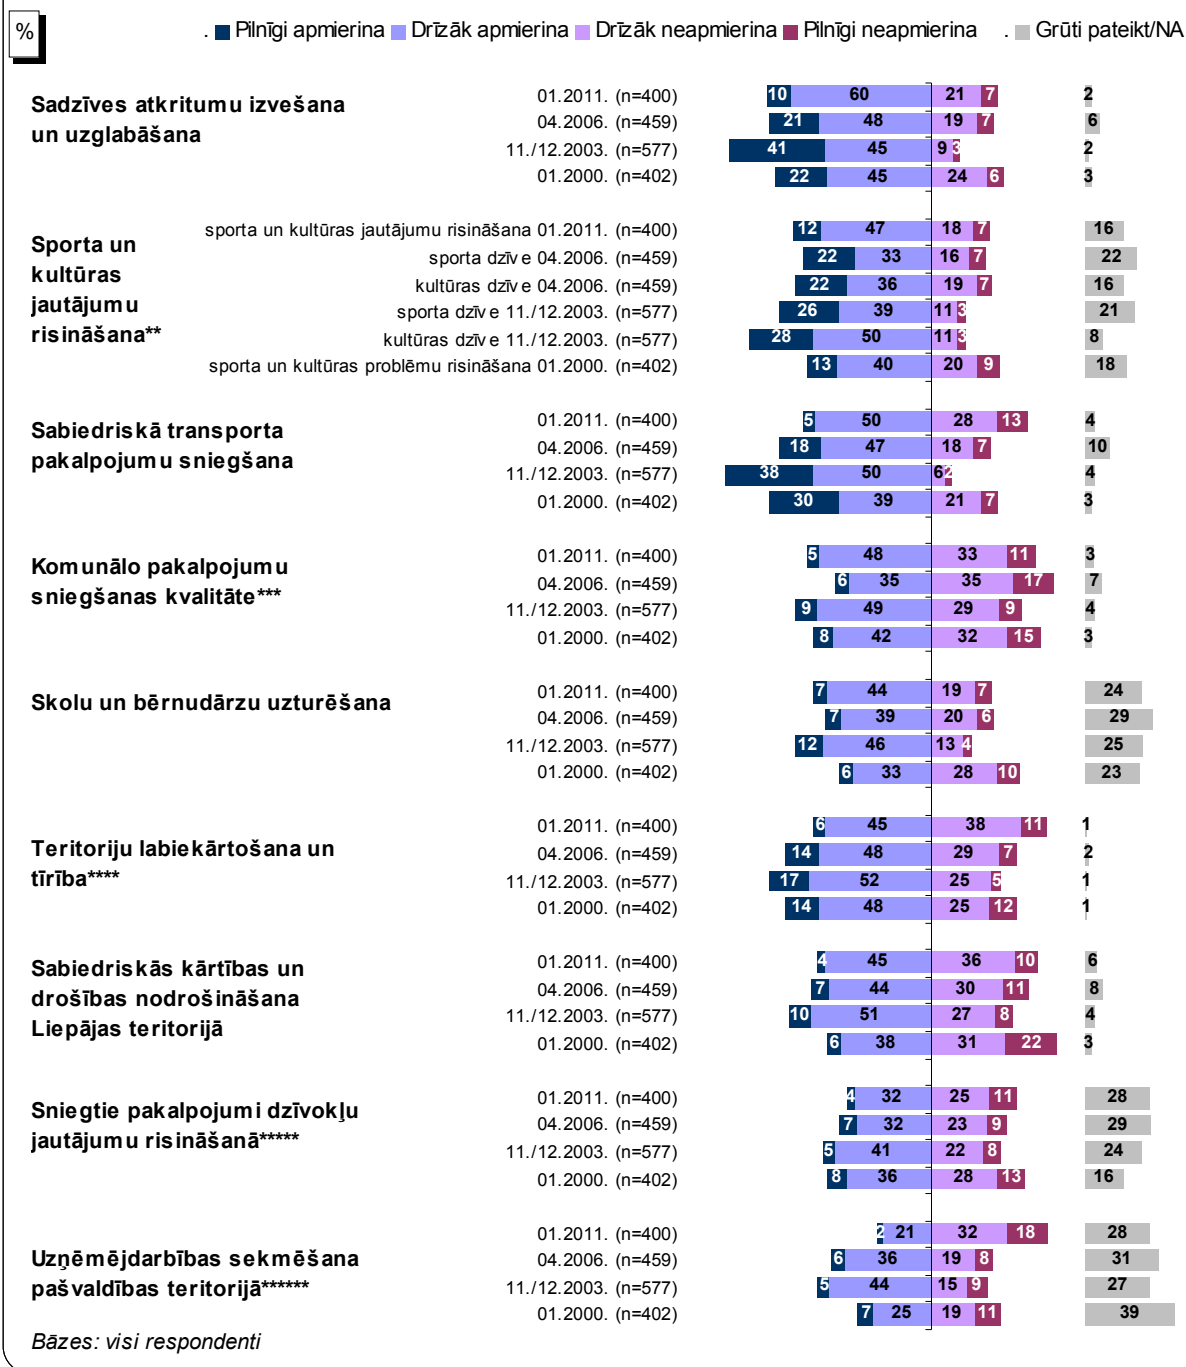 %
. Pilnīgi apmierina Drīzāk apmierina Drīzāk neapmierina Pilnīgi neapmierina . Grūti pateikt/NA
Sadzīves atkritumu izvešana
un uzglabāšana
01.2011. (n=400) 10 60 21 7 2
04.2006. (n=459) 21 48 19 7 6
11./12.2003. (n=577) 41 45 9 3 2
01.2000. (n=402) 22 45 24 6 3
Sporta un
kultūras
jautājumu
risināšana**
sporta un kultūras jautājumu risināšana 01.2011. (n=400) 12 47 18 7 16
sporta dzīve 04.2006. (n=459) 22 33 16 7 22
kultūras dzīve 04.2006. (n=459) 22 36 19 7 16
sporta dzīve 11./12.2003. (n=577) 26 39 11 3 21
kultūras dzīve 11./12.2003. (n=577) 28 50 11 3 8
sporta un kultūras problēmu risināšana 01.2000. (n=402) 13 40 20 9 18
Sabiedriskā transporta
pakalpojumu sniegšana
01.2011. (n=400) 5 50 28 13 4
04.2006. (n=459) 18 47 18 7 10
11./12.2003. (n=577) 38 50 6 2 4
01.2000. (n=402) 30 39 21 7 3
Komunālo pakalpojumu
sniegšanas kvalitāte***
01.2011. (n=400) 5 48 33 11 3
04.2006. (n=459) 6 35 35 17 7
11./12.2003. (n=577) 9 49 29 9 4
01.2000. (n=402) 8 42 32 15 3
Skolu un bērnudārzu uzturēšana
01.2011. (n=400) 7 44 19 7 24
04.2006. (n=459) 7 39 20 6 29
11./12.2003. (n=577) 12 46 13 4 25
01.2000. (n=402) 6 33 28 10 23
Teritoriju labiekārtošana un
tīrība****
01.2011. (n=400) 6 45 38 11 1
04.2006. (n=459) 14 48 29 7 2
11./12.2003. (n=577) 17 52 25 5 1
01.2000. (n=402) 14 48 25 12 1
Sabiedriskās kārtības un
drošības nodrošināšana
Liepājas teritorijā
01.2011. (n=400) 4 45 36 10 6
04.2006. (n=459) 7 44 30 11 8
11./12.2003. (n=577) 10 51 27 8 4
01.2000. (n=402) 6 38 31 22 3
Sniegtie pakalpojumi dzīvokļu
jautājumu risināšanā*****
01.2011. (n=400) 4 32 25 11 28
04.2006. (n=459) 7 32 23 9 29
11./12.2003. (n=577) 5 41 22 8 24
01.2000. (n=402) 8 36 28 13 16
Uzņēmējdarbības sekmēšana
pašvaldības teritorijā******
01.2011. (n=400) 2 21 32 18 28
04.2006. (n=459) 6 36 19 8 31
11./12.2003. (n=577) 5 44 15 9 27
01.2000. (n=402) 7 25 19 11 39
Bāzes: visi respondenti